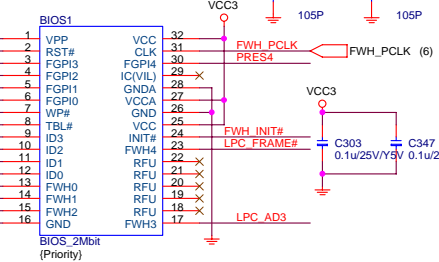 VCC3
105P
105P
BIOS1
1 VPP VCC 32
2 RST# CLK 31 FWH_PCLK FWH_PCLK (6)
3 FGPI3 FGPI4 30 PRES4
4 FGPI2 IC(VIL) 29
5 FGPI1 GNDA 28
6 FGPI0 VCCA 27
7 WP# GND 26
8 TBL# VCC 25
9 ID3 INIT# 24 FWH_INIT#
10 ID2 FWH4 23 LPC_FRAME#
11 ID1 RFU 22
12 ID0 RFU 21
13 FWH0 RFU 20
14 FWH1 RFU 19
15 FWH2 RFU 18
16 GND FWH3 17 LPC_AD3
BIOS_2Mbit
{Priority}
VCC3
C303
0.1u/25V/Y5V
C347
0.1u/2